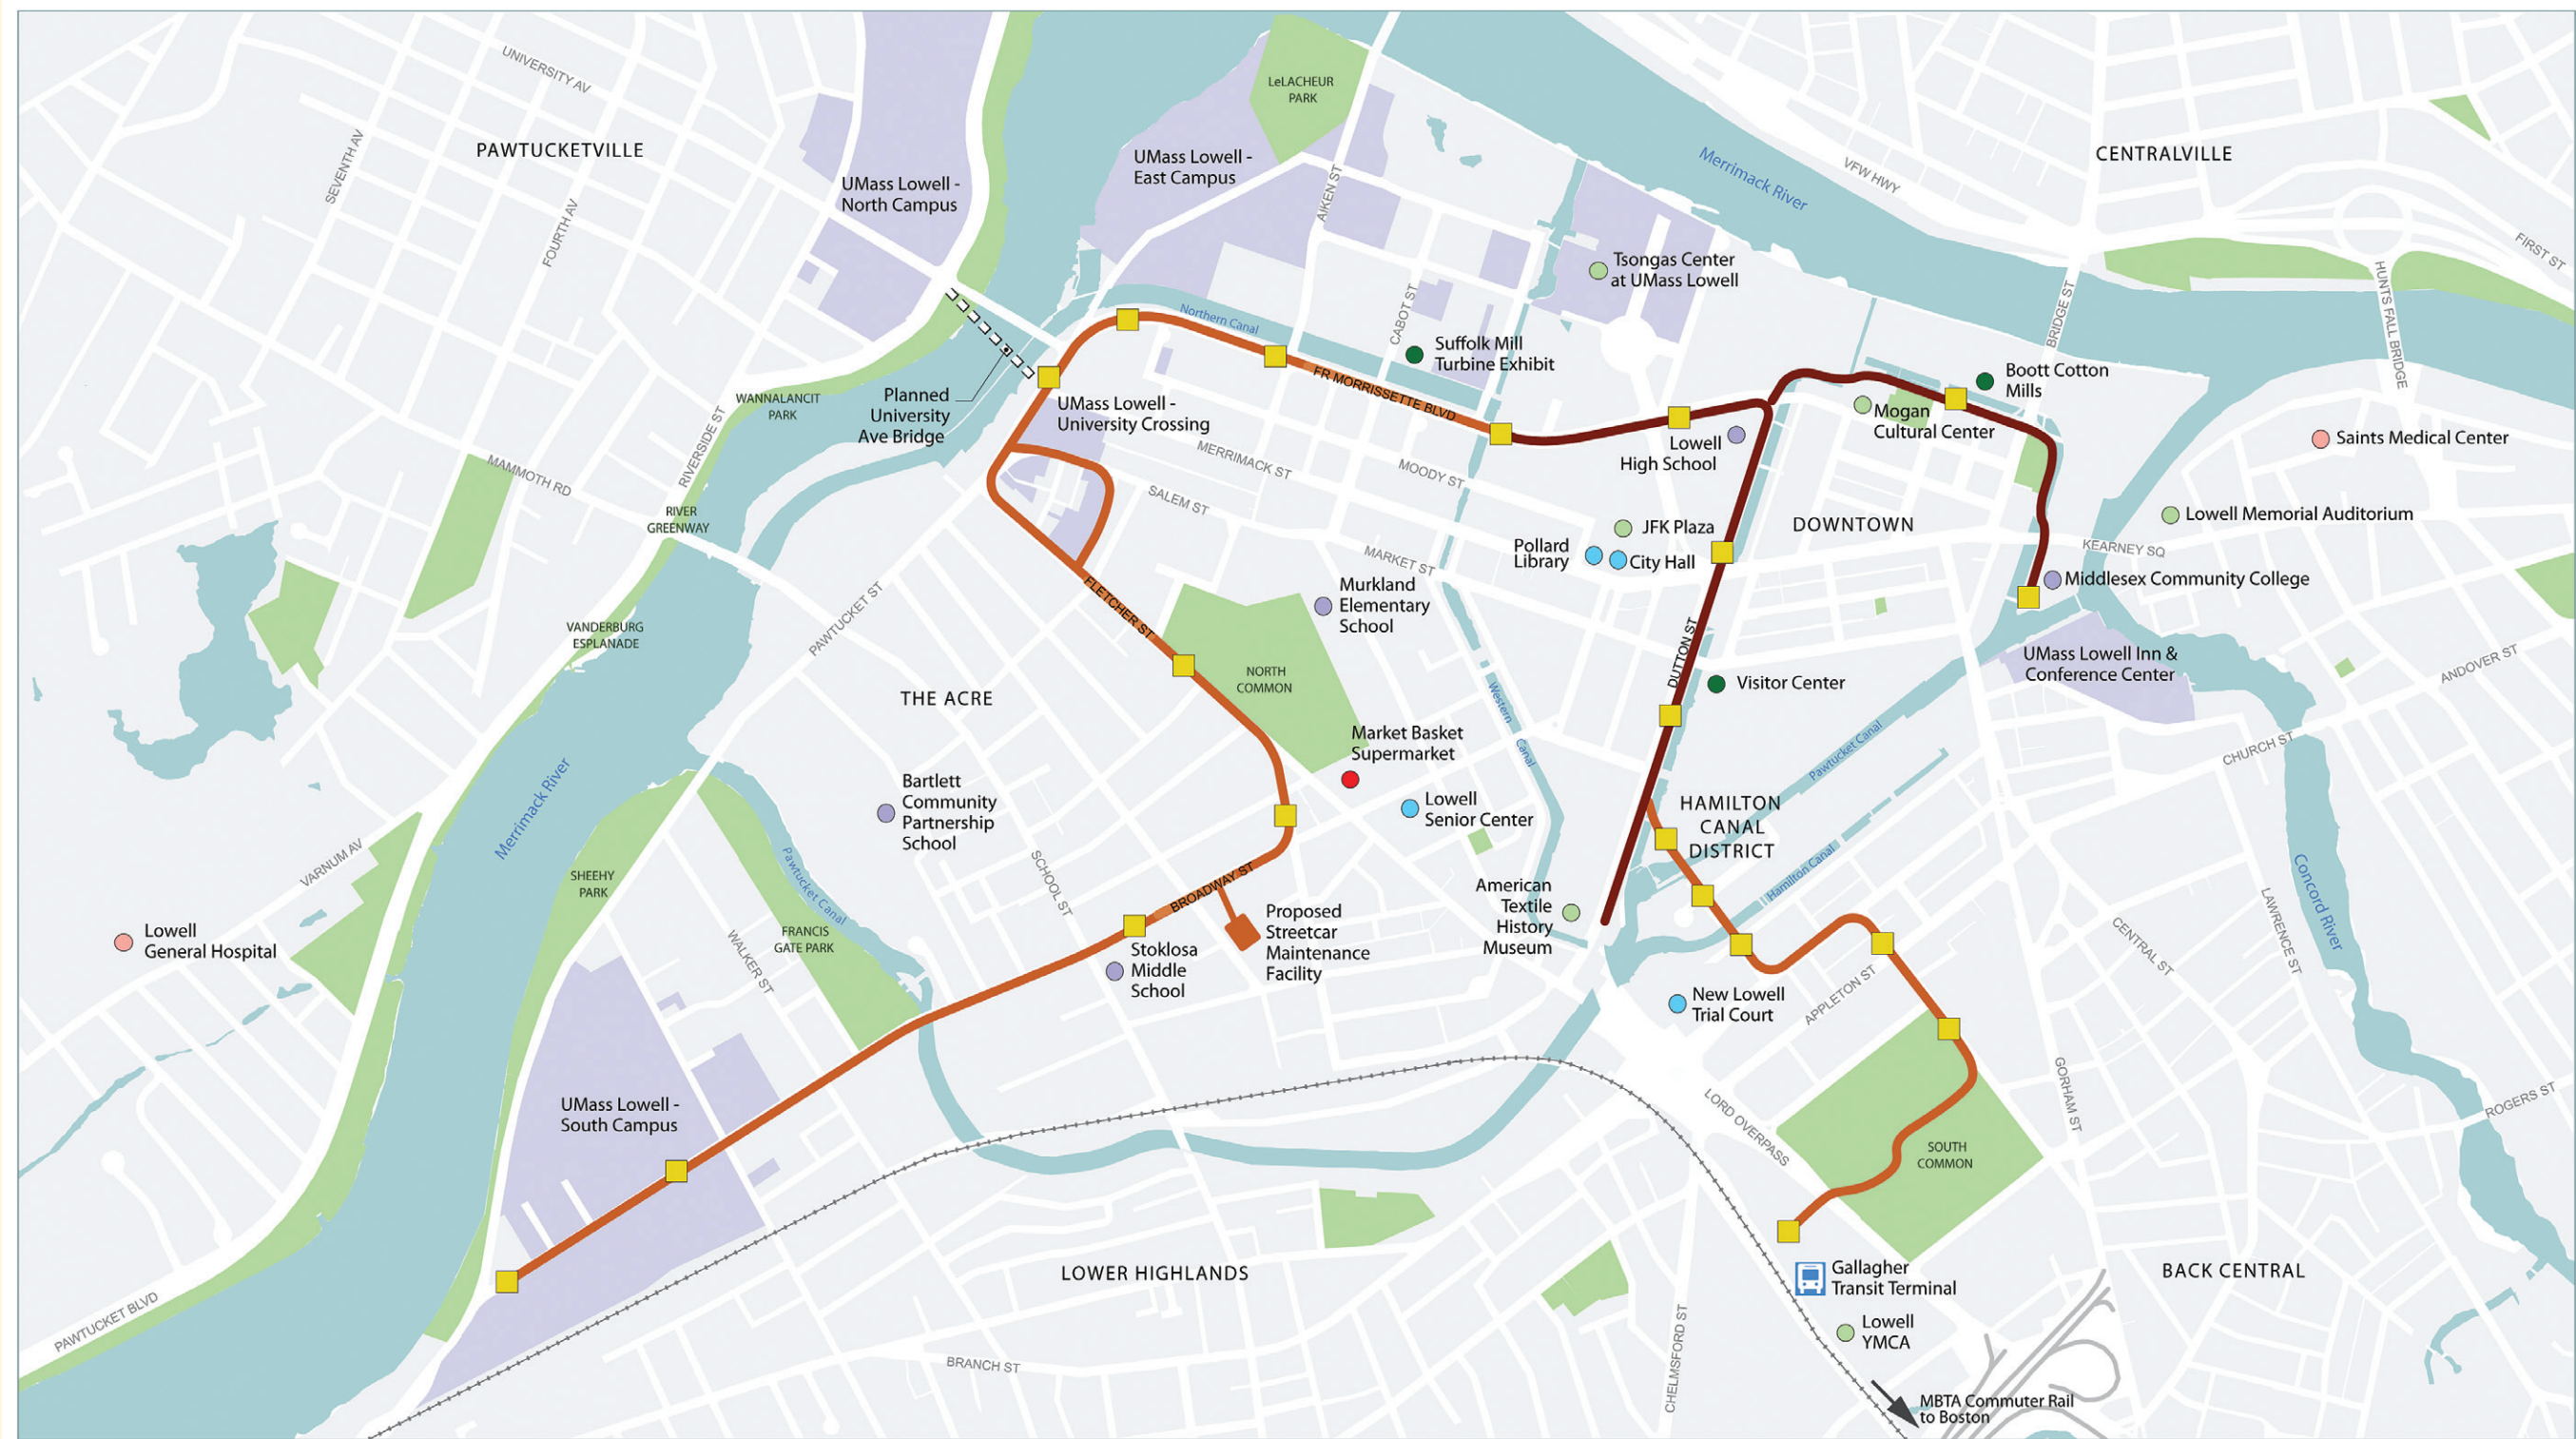 UNIVERSITY AV
SEVENTH AV
PAWTUCKETVILLE
FOURTH AV
UMass Lowell -
North Campus
LeLACHEUR
PARK
UMass Lowell -
East Campus
AIKEN ST
Merrimack River
VFW HWY
CENTRALVILLE
FIRST ST
HUNTS FALL BRIDGE
BRIDGE ST
Tsongas Center
at UMass Lowell
Northern Canal
CABOT ST
Suffolk Mill
Turbine Exhibit
FR MORRISSETTE BLVD
Planned
University
Ave Bridge
WANNALANCIT
PARK
UMass Lowell -
University Crossing
MERRIMACK ST
MOODY ST
SALEM ST
Lowell
High School
Boott Cotton
Mills
Mogan
Cultural Center
Saints Medical Center
Lowell Memorial Auditorium
RIVERSIDE ST
MAMMOTH RD
RIVER
GREENWAY
JFK Plaza
Pollard
Library
City Hall
DOWNTOWN
KEARNEY SQ
Middlesex Community College
MARKET ST
Murkland
Elementary
School
FLETCHER ST
PAWTUCKET ST
VANDERBURG
ESPLANADE
THE ACRE
NORTH
COMMON
DUTTON ST
Visitor Center
UMass Lowell Inn &
Conference Center
ANDOVER ST
CHURCH ST
Western
Canal
Market Basket
Supermarket
Lowell
Senior Center
HAMILTON
CANAL
DISTRICT
Pawtucket Canal
Hamilton Canal
Merrimack River
Bartlett
Community
Partnership
School
Pawtucket Canal
SCHOOL ST
BROADWAY ST
VARNUM AV
SHEEHY
PARK
FRANCIS
GATE PARK
WALKER ST
American
Textile
History
Museum
Proposed
Streetcar
Maintenance
Facility
Stoklosa
Middle
School
Lowell
General Hospital
New Lowell
Trial Court
APPLETON ST
CENTRAL ST
LAWRENCE ST
Concord River
GORHAM ST
ROGERS ST
UMass Lowell -
South Campus
LORD OVERPASS
SOUTH
COMMON
LOWER HIGHLANDS
Gallagher
Transit Terminal
BACK CENTRAL
Lowell
YMCA
PAWTUCKET BLVD
BRANCH ST
CHELMSFORD ST
MBTA Commuter Rail
to Boston